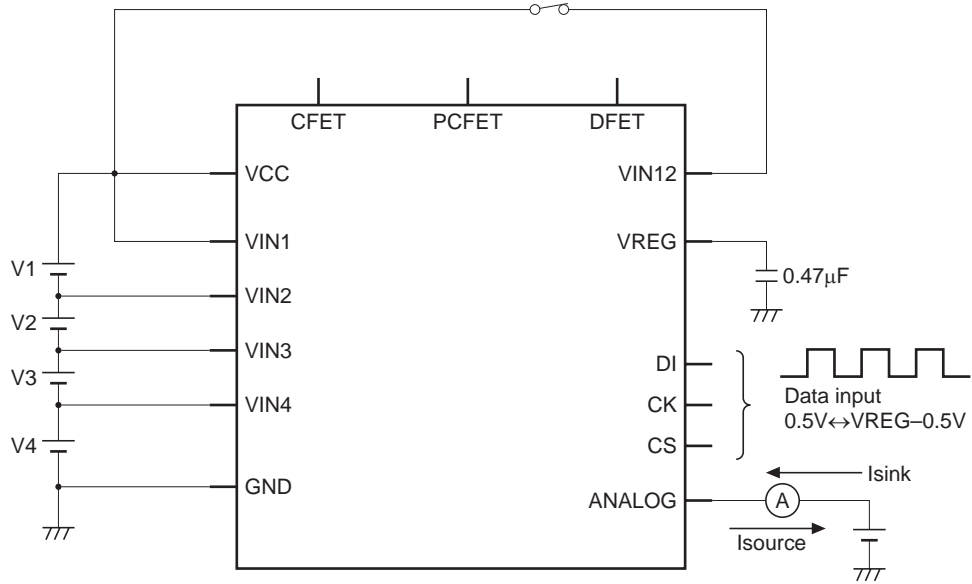 CFET PCFET DFET
VCC VIN12
VIN1 VREG
V1
0.47μF
VIN2
V2
VIN3
DI
V3
Data input
VIN4 CK
0.5V↔VREG–0.5V
V4
CS
Isink
GND ANALOG A
Isource